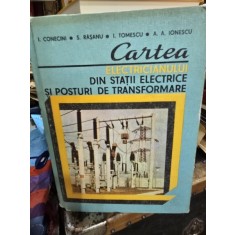 I. CONECINI • S. RAȘANU • I. TOMESCU • A. A. IONESCU
Cartea
ELECTRICIANULUI
DIN STAȚII ELECTRICE
ȘI POSTURI DE TRANSFORMARE